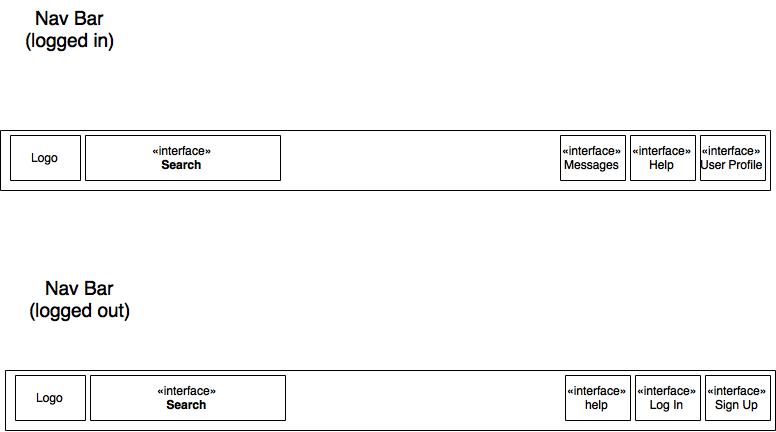 Nav Bar
(logged in)
Logo
«interface»
Search
«interface»
Messages
«interface»
Help
«interface»
User Profile
Nav Bar
(logged out)
Logo
«interface»
Search
«interface»
help
«interface»
Log In
«interface»
Sign Up